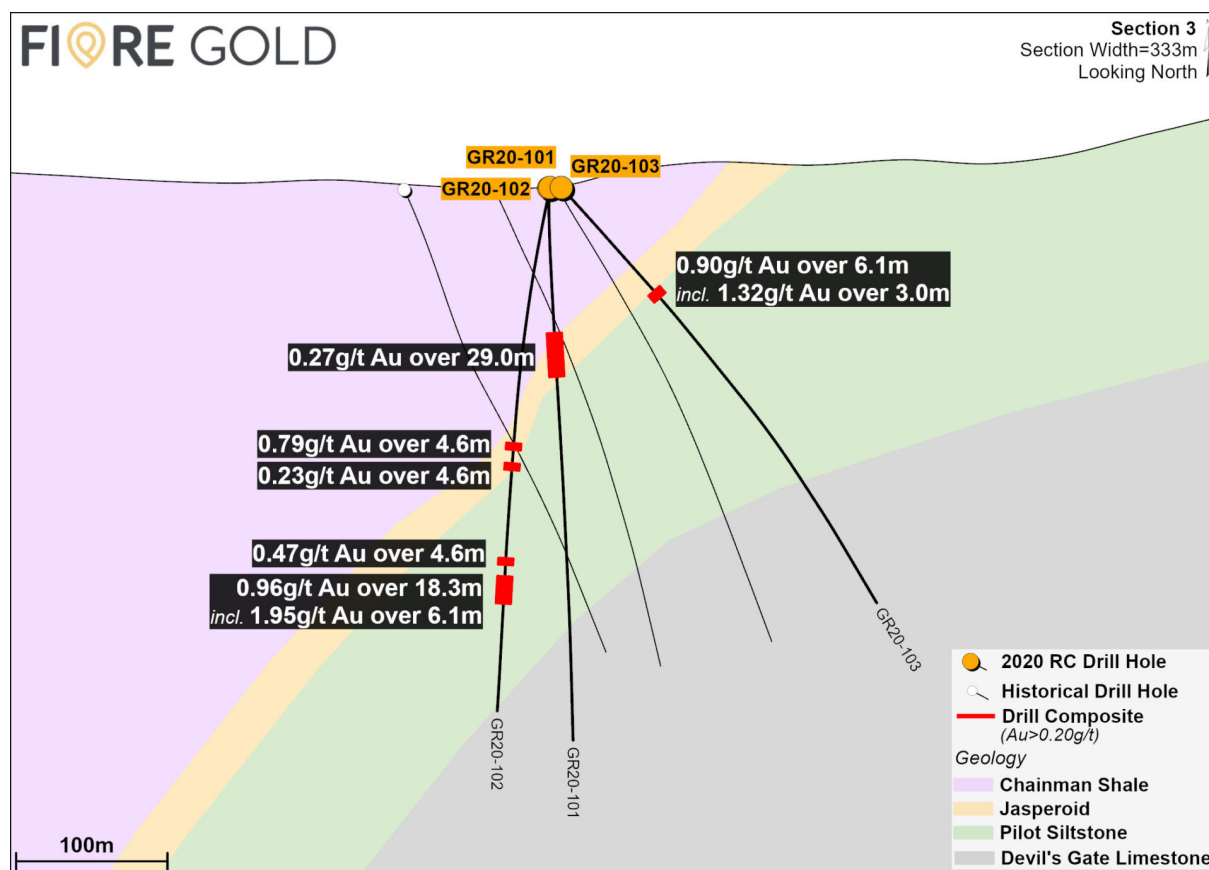 FIORE GOLD
Section 3
Section Width=333m
Looking North
GR20-101
GR20-103
GR20-102
0.90g/t Au over 6.1m
incl. 1.32g/t Au over 3.0m
0.27g/t Au over 29.0m
0.79g/t Au over 4.6m
0.23g/t Au over 4.6m
0.47g/t Au over 4.6m
0.96g/t Au over 18.3m
incl. 1.95g/t Au over 6.1m
GR20-103
GR20-102
GR20-101
2020 RC Drill Hole
Historical Drill Hole
Drill Composite
(Au>0.20g/t)
Geology
Chainman Shale
Jasperoid
Pilot Siltstone
Devil's Gate Limestone
100m